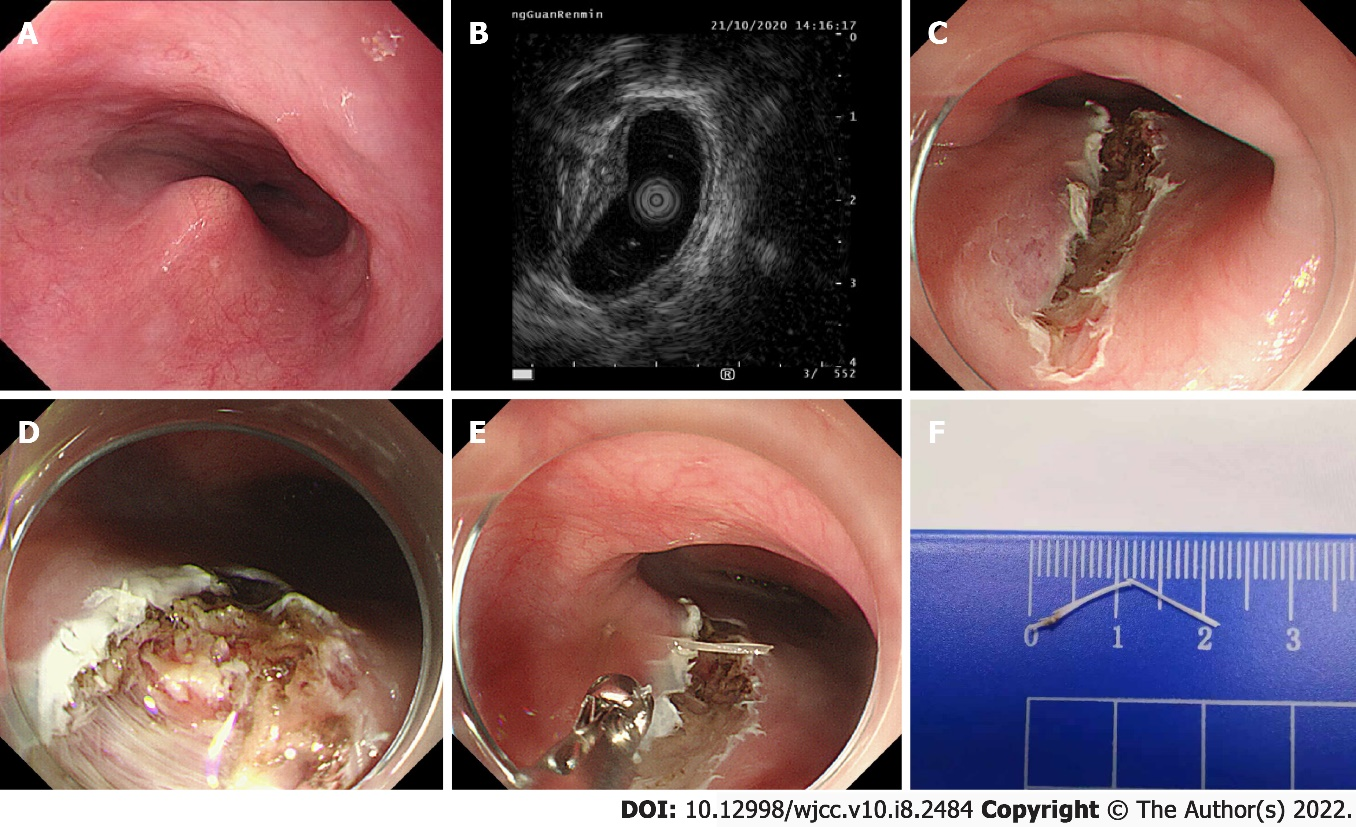 A
B
ngGuanRenmin
21/10/2020 14:16:17
0
1
2
3
4
R
3/ 552
C
D
E
F
0 1 2 3
DOI: 10.12998/wjcc.v10.i8.2484 Copyright © The Author(s) 2022.